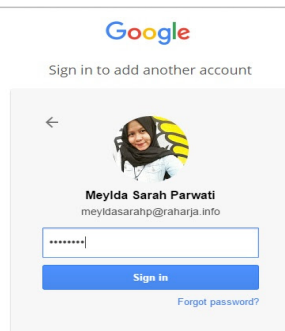 Google
Sign in to add another account
Meylda Sarah Parwati
meyldasarahp@raharja.info
••••••••
Sign in
Forgot password?